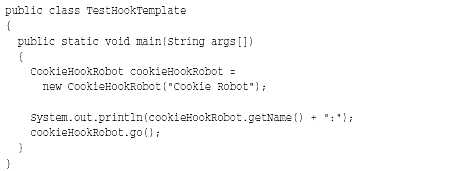 public class TestHookTemplate
{
  public static void main(String args[])
  {
    CookieHookRobot cookieHookRobot =
      new CookieHookRobot("Cookie Robot");

    System.out.println(cookieHookRobot.getName() + ":");
    cookieHookRobot.go();
  }
}